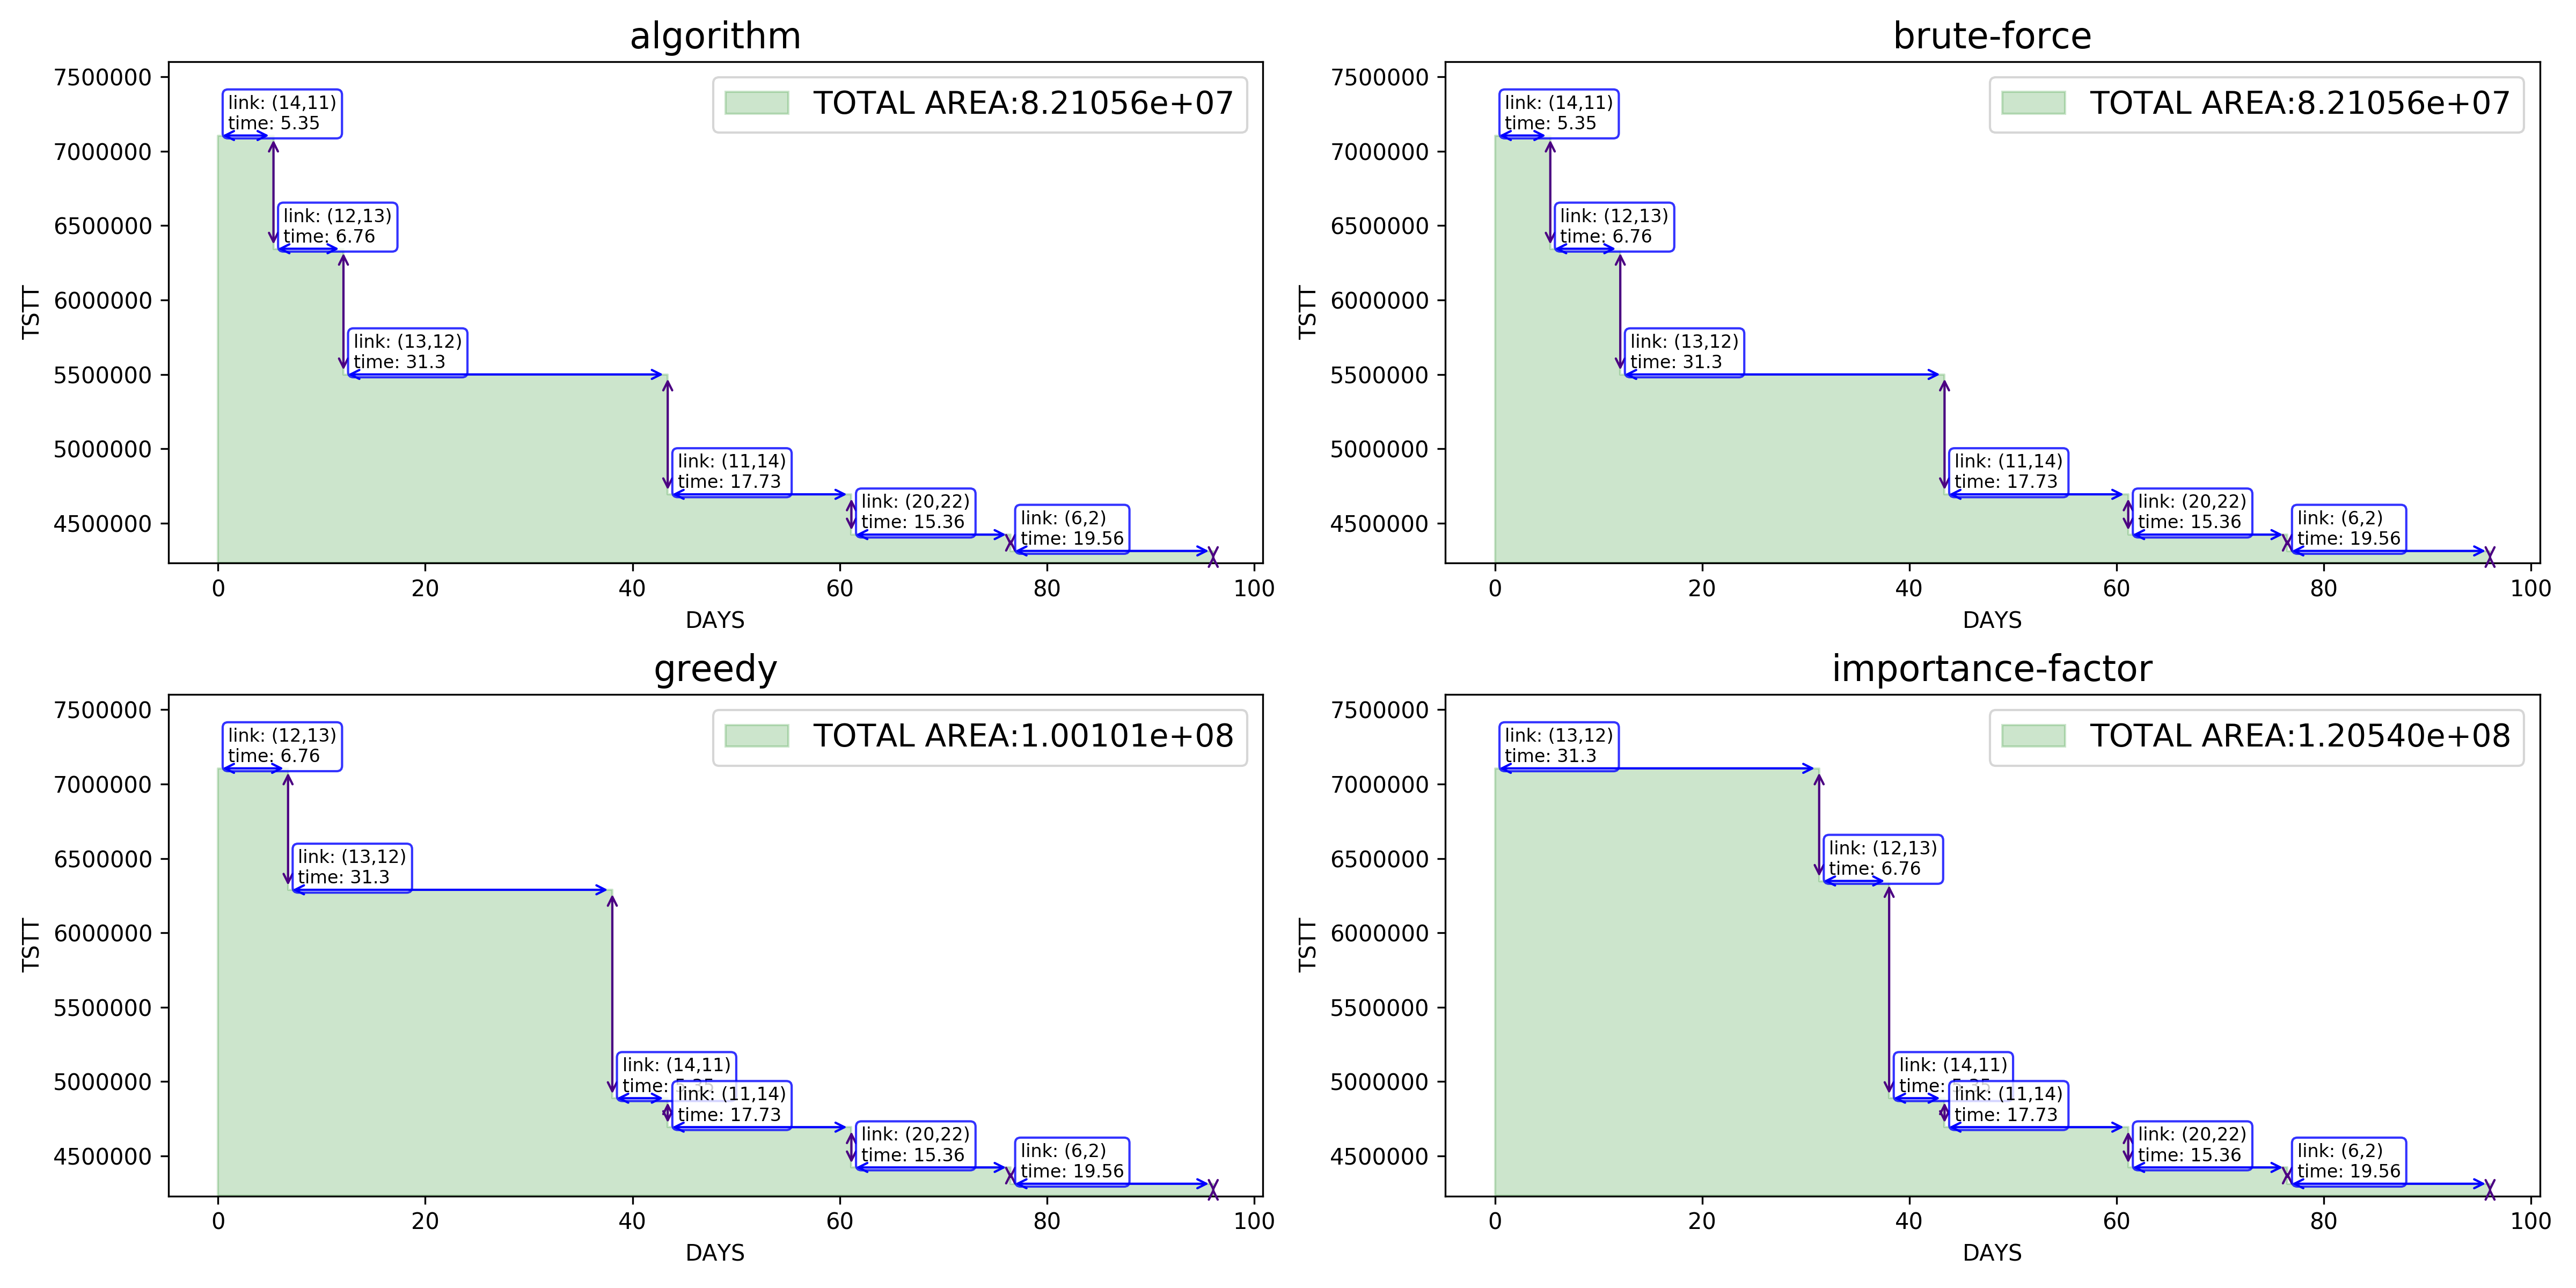 algorithm
7500000
7000000
6500000
6000000
5500000
5000000
4500000
TSTT
link: (14,11)
time: 5.35
link: (12,13)
time: 6.76
link: (13,12)
time: 31.3
link: (11,14)
time: 17.73
link: (20,22)
time: 15.36
link: (6,2)
time: 19.56
TOTAL AREA:8.21056e+07
0 20 40 60 80 100
DAYS
brute-force
7500000
7000000
6500000
6000000
5500000
5000000
4500000
TSTT
link: (14,11)
time: 5.35
link: (12,13)
time: 6.76
link: (13,12)
time: 31.3
link: (11,14)
time: 17.73
link: (20,22)
time: 15.36
link: (6,2)
time: 19.56
TOTAL AREA:8.21056e+07
0 20 40 60 80 100
DAYS
greedy
7500000
7000000
6500000
6000000
5500000
5000000
4500000
TSTT
link: (12,13)
time: 6.76
link: (13,12)
time: 31.3
link: (14,11)
time:
link: (11,14)
time: 17.73
link: (20,22)
time: 15.36
link: (6,2)
time: 19.56
TOTAL AREA:1.00101e+08
0 20 40 60 80 100
DAYS
importance-factor
7500000
7000000
6500000
6000000
5500000
5000000
4500000
TSTT
link: (13,12)
time: 31.3
link: (12,13)
time: 6.76
link: (14,11)
time:
link: (11,14)
time: 17.73
link: (20,22)
time: 15.36
link: (6,2)
time: 19.56
TOTAL AREA:1.20540e+08
0 20 40 60 80 100
DAYS